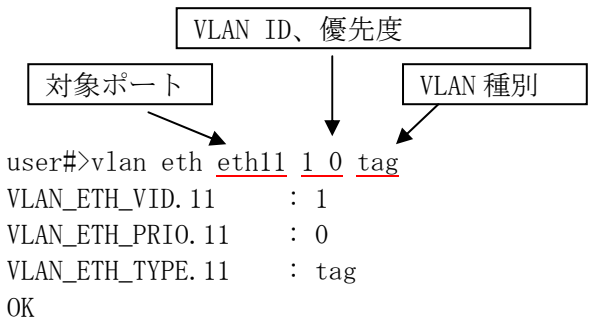 VLAN ID、優先度
対象ポート
VLAN 種別
user#>vlan eth eth11 1 0 tag
VLAN_ETH_VID.11 : 1
VLAN_ETH_PRIO.11 : 0
VLAN_ETH_TYPE.11 : tag
OK